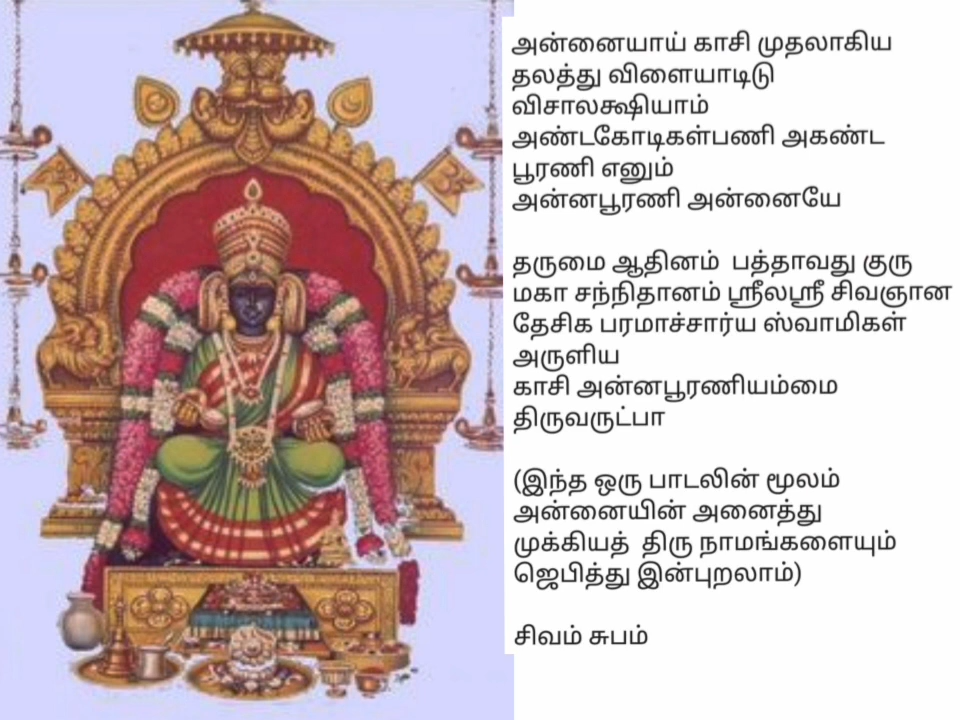 அன்னையாய் காசி முதலாகிய
தலத்து விளையாடிடு
விசாலக்ஷியாம்
அண்டகோடிகள்பணி அகண்ட
பூரணி எனும்
அன்னபூரணி அன்னையே
தருமை ஆதினம் பத்தாவது குரு
மகா சந்நிதானம் ஸ்ரீலஸ்ரீ சிவஞான
தேசிக பரமாச்சார்ய ஸ்வாமிகள்
அருளிய
காசி அன்னபூரணியம்மை
திருவருட்பா
(இந்த ஒரு பாடலின் மூலம்
அன்னையின் அனைத்து
முக்கியத் திரு நாமங்களையும்
ஜெபித்து இன்புறலாம்)
சிவம் சுபம்